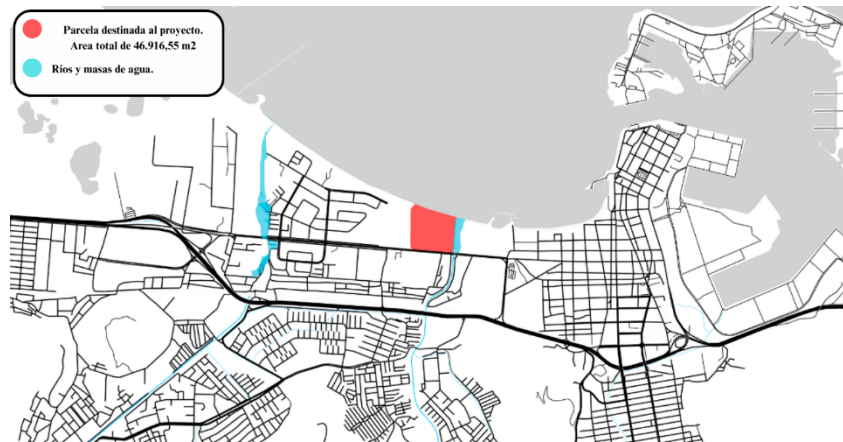 Parcela destinada al proyecto.
Area total de 46.916,55 m2
Rios y masas de agua.